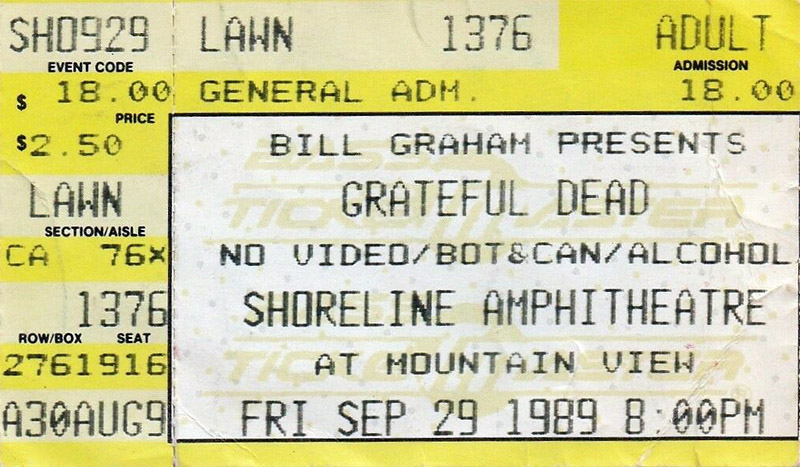 SH0929
EVENT CODE
$ 18.00
PRICE
$2.50
LAWN
SECTION/AISLE
CA 76X
1376
ROW/BOX SEAT
2761916
A30AUG9
LAWN 1376 ADULT
ADMISSION
GENERAL ADM. 18.00
BILL GRAHAM PRESENTS
GRATEFUL DEAD
NO VIDEO/BOT&CAN/ALCOHOL
SHORELINE AMPHITHEATRE
AT MOUNTAIN VIEW
FRI SEP 29 1989 8:00PM